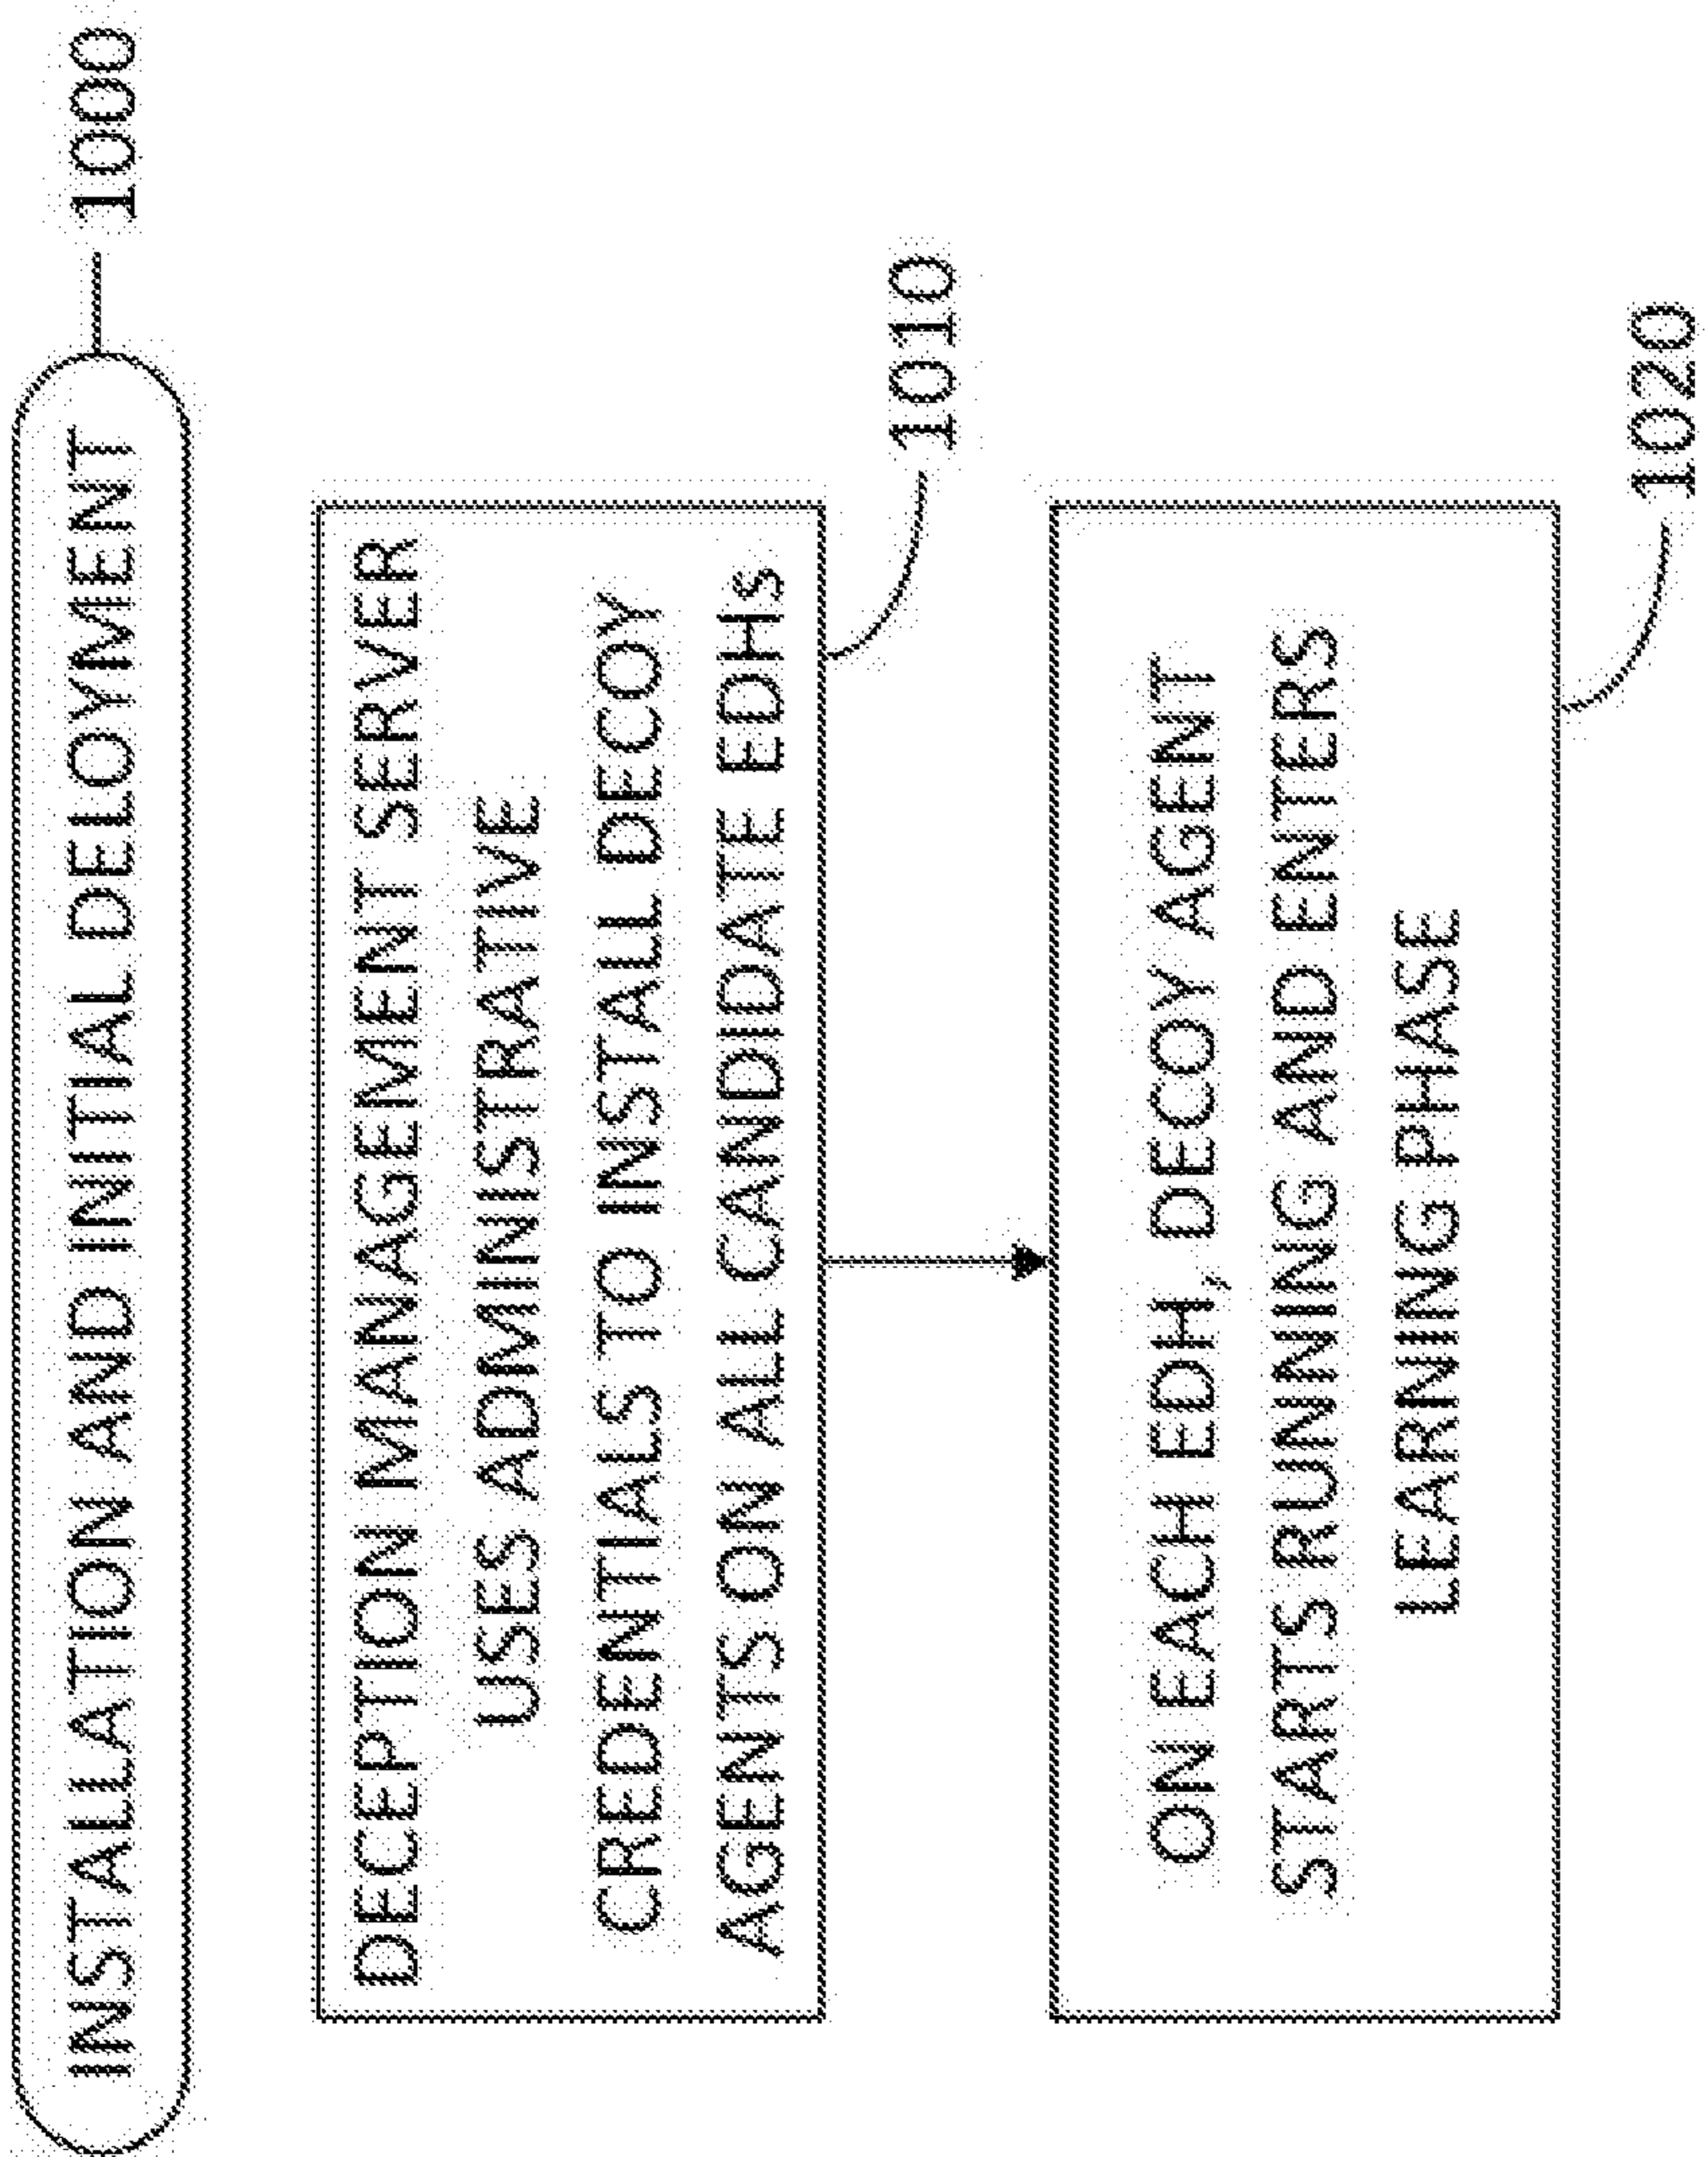 INSTALLATION AND INITIAL DELOYMENT
1000
DECEPTION MANAGEMENT SERVER
USES ADMINISTRATIVE
CREDENTIALS TO INSTALL DECOY
AGENTS ON ALL CANDIDATE EDHs
1010
ON EACH EDH, DECOY AGENT
STARTS RUNNING AND ENTERS
LEARNING PHASE
1020